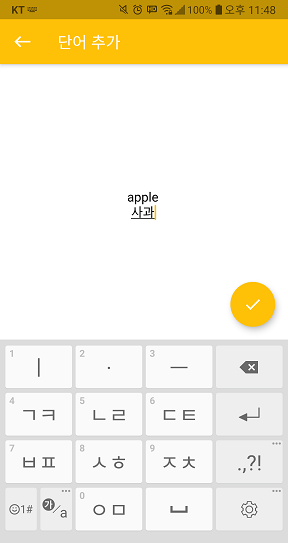 KT 100% 오후 11:48
단어 추가
apple
사과
1 ㅣ 2 · 3 ㅡ
4 ㄱㅋ 5 ㄴㄹ 6 ㄷㅌ
7 ㅂㅍ 8 ㅅㅎ 9 ㅈㅊ .,?!
1# 가/a 0 ㅇㅁ